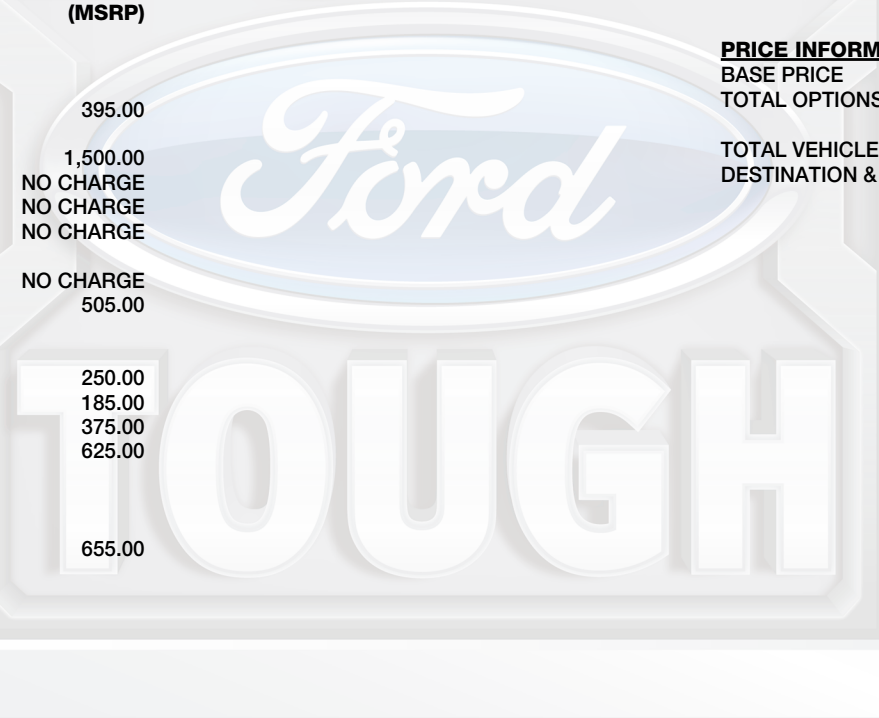 (MSRP)
395.00
1,500.00
NO CHARGE
NO CHARGE
NO CHARGE
NO CHARGE
505.00
250.00
185.00
375.00
625.00
655.00
PRICE INFORM
BASE PRICE
TOTAL OPTIONS
TOTAL VEHICLE
DESTINATION &
Ford
TOUGH